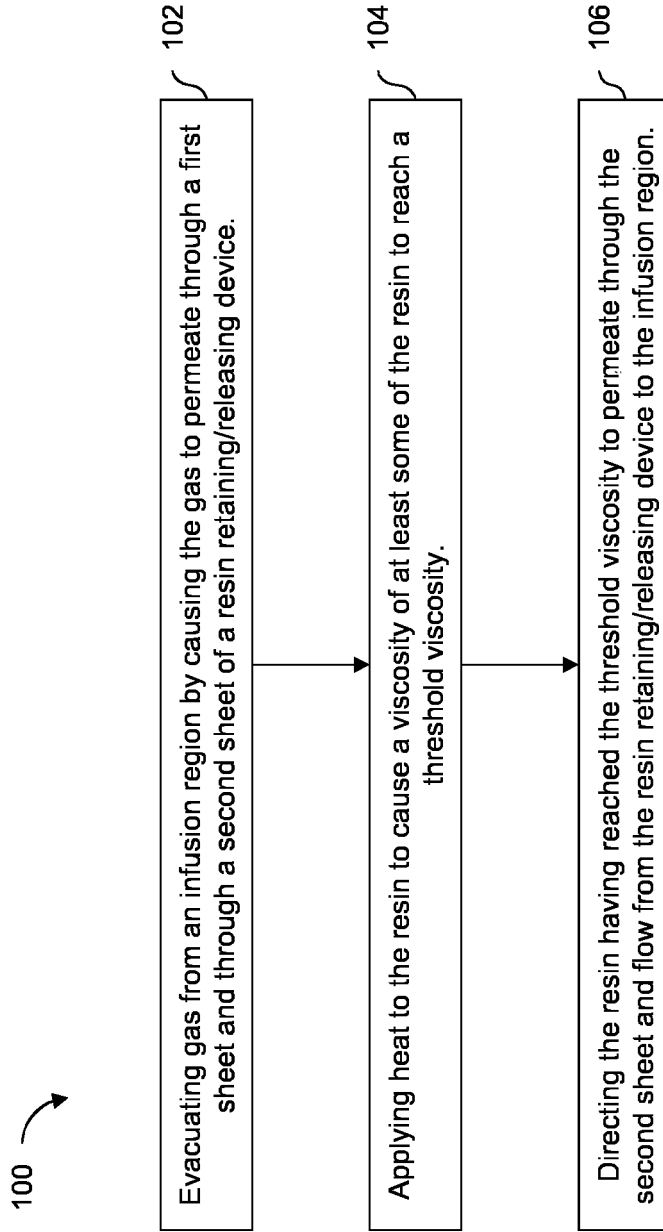 100
Evacuating gas from an infusion region by causing the gas to permeate through a first
sheet and through a second sheet of a resin retaining/releasing device.
102
Applying heat to the resin to cause a viscosity of at least some of the resin to reach a
threshold viscosity.
104
Directing the resin having reached the threshold viscosity to permeate through the
second sheet and flow from the resin retaining/releasing device to the infusion region.
106